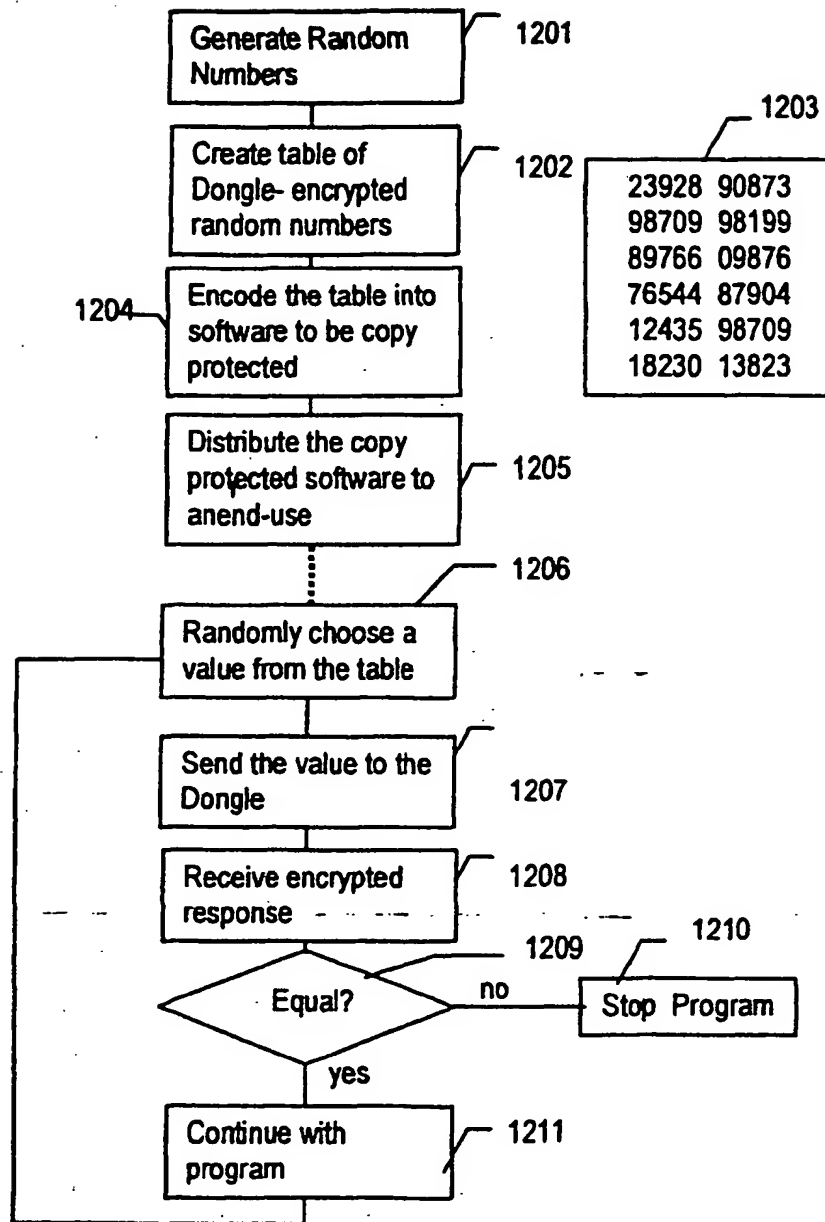 Generate Random
Numbers
1201
Create table of
Dongle- encrypted
random numbers
1202
1203
23928 90873
98709 98199
89766 09876
76544 87904
12435 98709
18230 13823
1204
Encode the table into
software to be copy
protected
Distribute the copy
protected software to
anend-use
1205
1206
Randomly choose a
value from the table
Send the value to the
Dongle
1207
Receive encrypted
response
1208
1209
Equal?
no
1210
Stop Program
yes
Continue with
program
1211